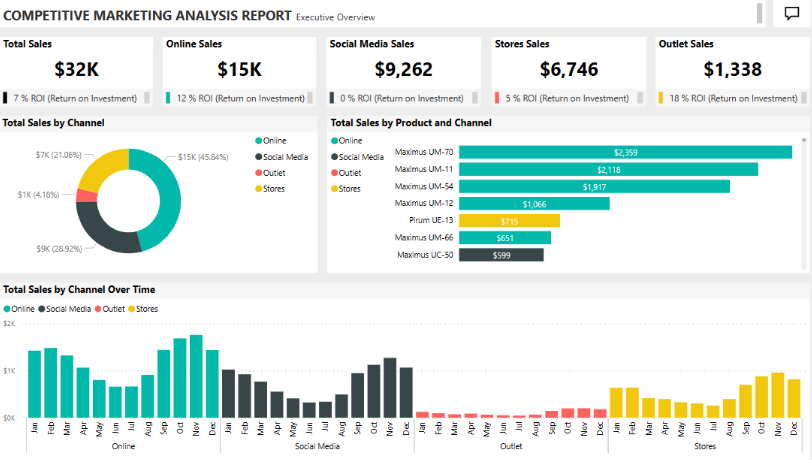 COMPETITIVE MARKETING ANALYSIS REPORT Executive Overview
Total Sales
$32K
7 % ROI (Return on Investment)
Online Sales
$15K
12 % ROI (Return on Investment)
Social Media Sales
$9,262
0 % ROI (Return on Investment)
Stores Sales
$6,746
5 % ROI (Return on Investment)
Outlet Sales
$1,338
18 % ROI (Return on Investment)
Total Sales by Channel
$7K (21.06%)
$15K (45.84%)
$1K (4.18%)
$9K (28.92%)
Online
Social Media
Outlet
Stores
Total Sales by Product and Channel
Online
Social Media
Outlet
Stores
Maximus UM-70 $2,359
Maximus UM-11 $2,118
Maximus UM-54 $1,917
Maximus UM-12 $1,066
Pirum UE-13 $715
Maximus UM-66 $651
Maximus UC-50 $599
Total Sales by Channel Over Time
Online Social Media Outlet Stores
$2K
$1K
$0K
Jan Feb Mar Apr May Jun Jul Aug Sep Oct Nov Dec Jan Feb Mar Apr May Jun Jul Aug Sep Oct Nov Dec Jan Feb Mar Apr May Jun Jul Aug Sep Oct Nov Dec Jan Feb Mar Apr May Jun Jul Aug Sep Oct Nov Dec
Online Social Media Outlet Stores